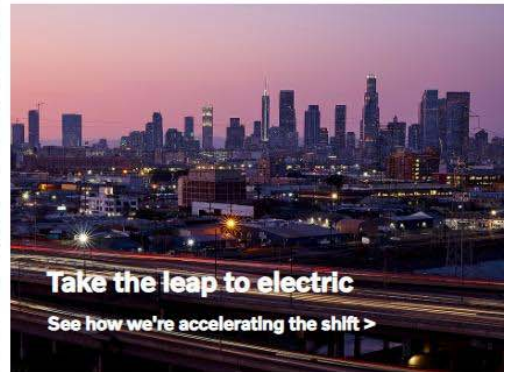 Take the leap to electric
See how we're accelerating the shift >